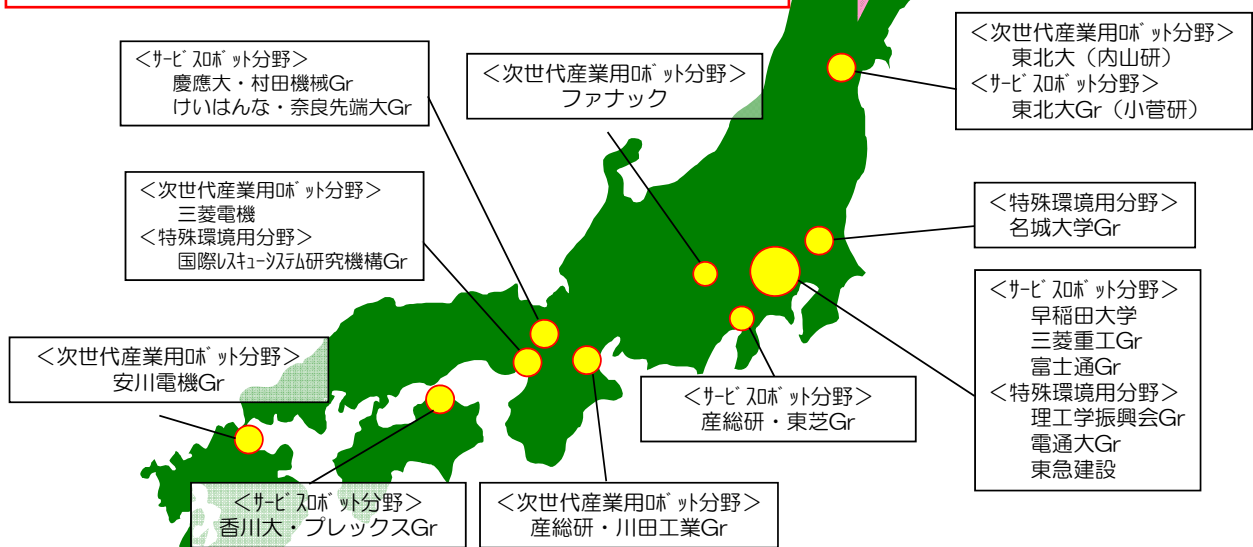 ＜ｻｰﾋﾞｽﾛﾎﾞｯﾄ分野＞
慶應大・村田機械Gr
けいはんな・奈良先端大Gr
＜次世代産業用ﾛﾎﾞｯﾄ分野＞
ファナック
＜次世代産業用ﾛﾎﾞｯﾄ分野＞
東北大（内山研）
＜ｻｰﾋﾞｽﾛﾎﾞｯﾄ分野＞
東北大Gr（小菅研）
＜次世代産業用ﾛﾎﾞｯﾄ分野＞
三菱電機
＜特殊環境用分野＞
国際ﾚｽｷｭｰｼｽﾃﾑ研究機構Gr
＜特殊環境用分野＞
名城大学Gr
＜ｻｰﾋﾞｽﾛﾎﾞｯﾄ分野＞
早稲田大学
三菱重工Gr
富士通Gr
＜特殊環境用分野＞
理工学振興会Gr
電通大Gr
東急建設
＜次世代産業用ﾛﾎﾞｯﾄ分野＞
安川電機Gr
＜ｻｰﾋﾞｽﾛﾎﾞｯﾄ分野＞
産総研・東芝Gr
＜ｻｰﾋﾞｽﾛﾎﾞｯﾄ分野＞
香川大・プレックスGr
＜次世代産業用ﾛﾎﾞｯﾄ分野＞
産総研・川田工業Gr